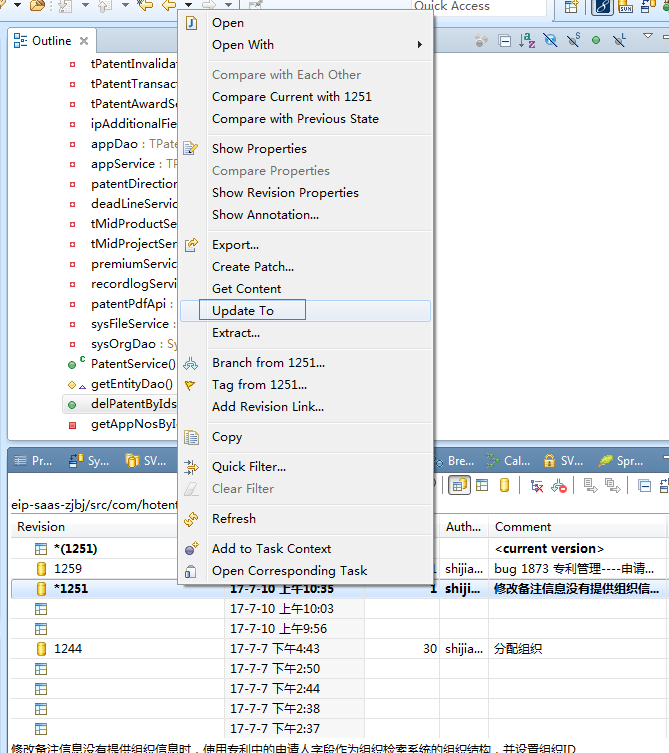 Quick Access
Outline
Open
Open With
Compare with Each Other
Compare Current with 1251
Compare with Previous State
Show Properties
Compare Properties
Show Revision Properties
Show Annotation...
Export...
Create Patch...
Get Content
Update To
Extract...
Branch from 1251...
Tag from 1251...
Add Revision Link...
Copy
Quick Filter...
Clear Filter
Refresh
Add to Task Context
Open Corresponding Task
tPatentInvalidat
tPatentTransac
tPatentAwardSe
ipAdditionalFiel
appDao : TPat
appService : TP
patentDirection
deadLineServic
tMidProductSe
tMidProjectSer
premiumServic
recordlogServi
patentPdfApi :
sysFileService :
sysOrgDao : Sy
PatentService()
getEntityDao()
delPatentByIds
getAppNosByI
Pr... Sy... SV... Bre... Cal... SV... Spr...
eip-saas-zjbj/src/com/hotent
Revision Auth... Comment
*(1251) <current version>
1259 1 shijia... bug 1873 专利管理----申请...
*1251 17-7-10 上午10:35 1 shiji... 修改备注信息没有提供组织信...
17-7-10 上午10:03
17-7-10 上午9:56
1244 17-7-7 下午4:43 30 shijia... 分配组织
17-7-7 下午2:50
17-7-7 下午2:44
17-7-7 下午2:38
17-7-7 下午2:37
修改备注信息没有提供组织信息时，使用专利中的申请人字段作为组织检索系统的组织结构，并设置组织ID